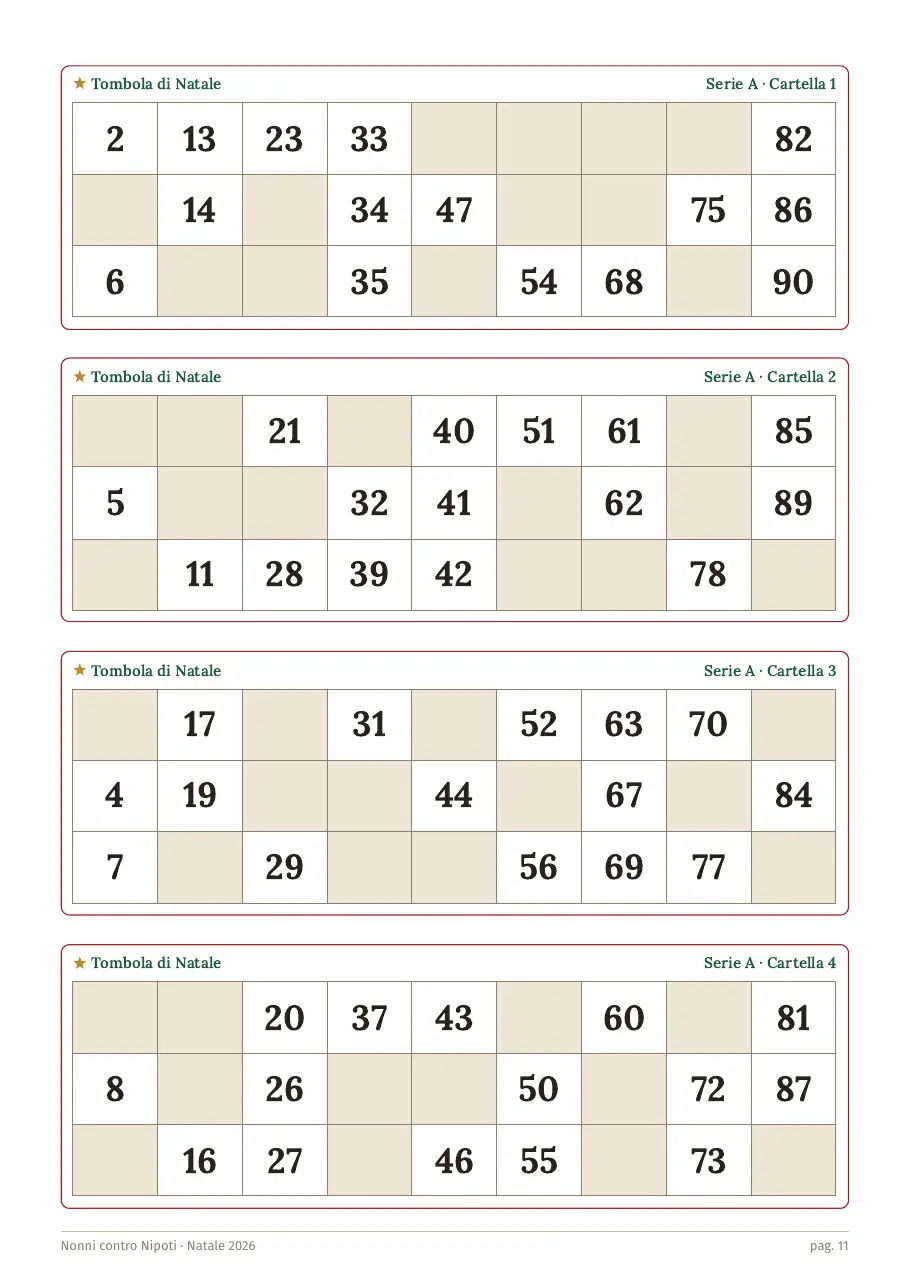 ★ Tombola di Natale Serie A · Cartella 1
2 13 23 33 82
14 34 47 75 86
6 35 54 68 90
★ Tombola di Natale Serie A · Cartella 2
21 40 51 61 85
5 32 41 62 89
11 28 39 42 78
★ Tombola di Natale Serie A · Cartella 3
17 31 52 63 70
4 19 44 67 84
7 29 56 69 77
★ Tombola di Natale Serie A · Cartella 4
20 37 43 60 81
8 26 50 72 87
16 27 46 55 73
Nonni contro Nipoti · Natale 2026 pag. 11